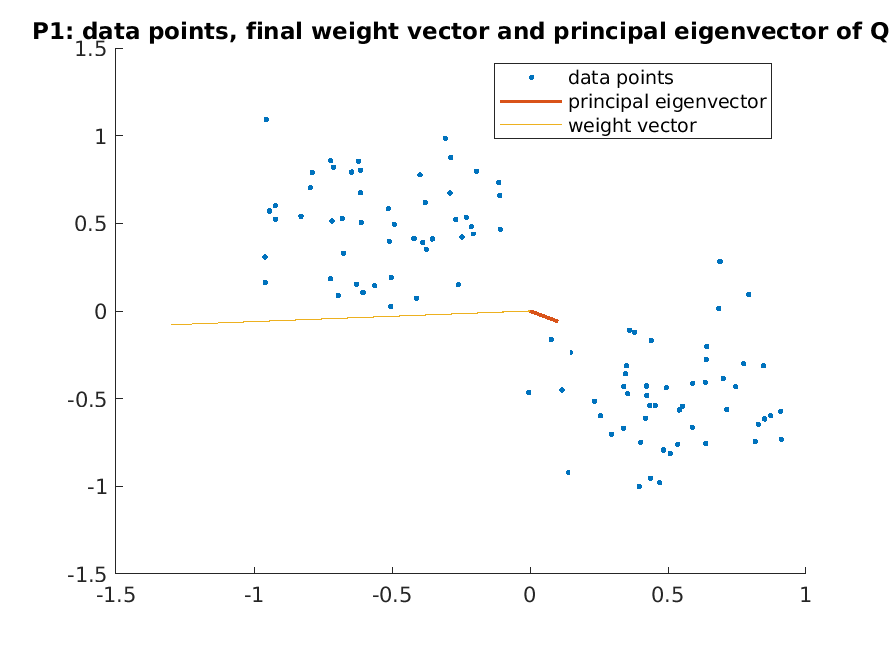 P1: data points, final weight vector and principal eigenvector of Q
data points
principal eigenvector
weight vector
1.5
1
0.5
0
-0.5
-1
-1.5
-1.5 -1 -0.5 0 0.5 1